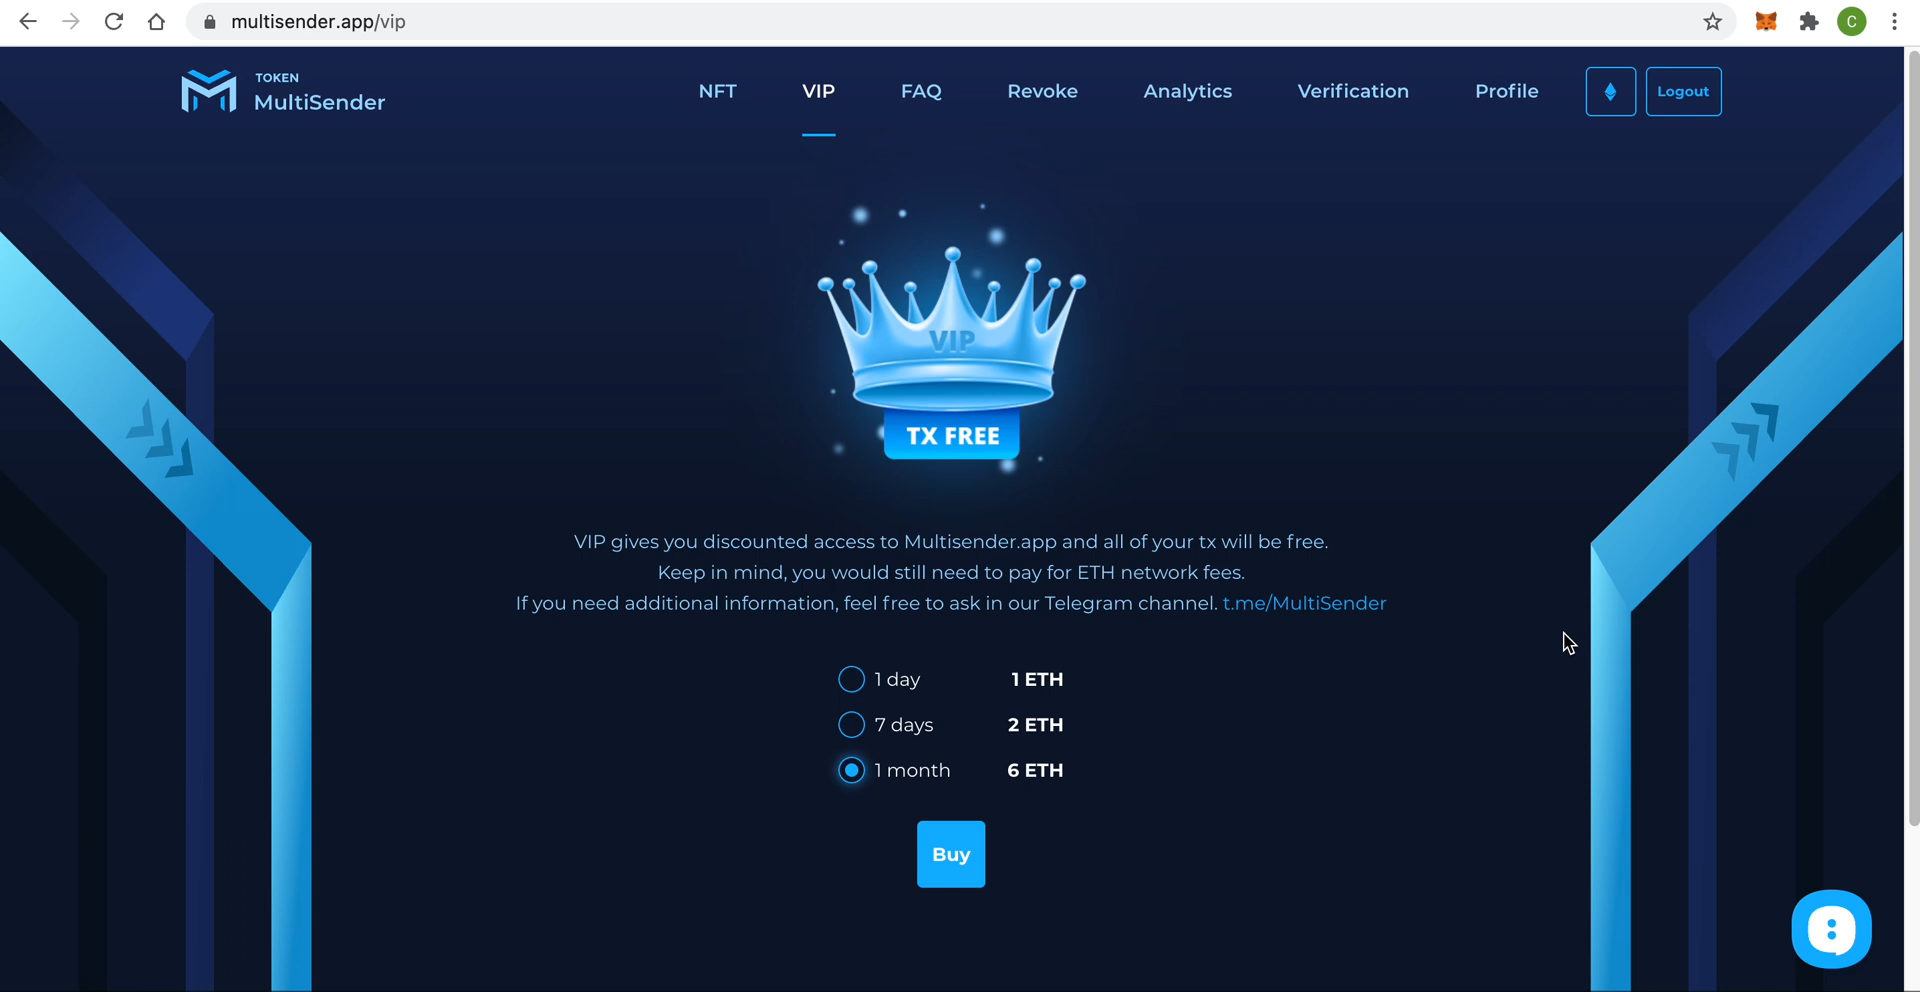 multisender.app/vip
C
TOKEN
MultiSender
NFT
VIP
FAQ
Revoke
Analytics
Verification
Profile
Logout
VIP
TX FREE
VIP gives you discounted access to Multisender.app and all of your tx will be free.
Keep in mind, you would still need to pay for ETH network fees.
If you need additional information, feel free to ask in our Telegram channel. t.me/MultiSender
1 day 1 ETH
7 days 2 ETH
1 month 6 ETH
Buy